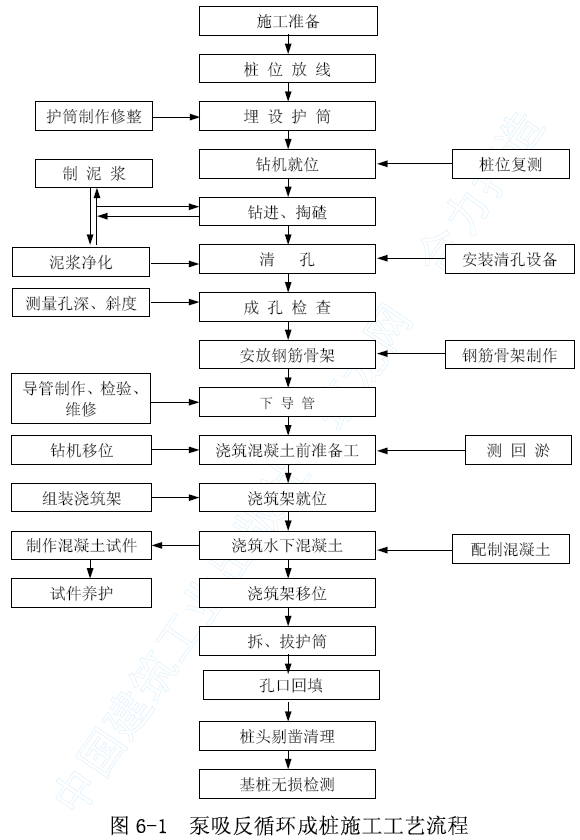 施工准备
桩 位 放 线
护筒制作修整
埋 设 护 筒
钻机就位
桩位复测
制 泥 浆
钻进、掏碴
泥浆净化
清 孔
安装清孔设备
测量孔深、斜度
成 孔 检 查
安放钢筋骨架
钢筋骨架制作
导管制作、检验、
维修
下 导 管
钻机移位
浇筑混凝土前准备工
测 回 淤
组装浇筑架
浇筑架就位
制作混凝土试件
浇筑水下混凝土
配制混凝土
试件养护
浇筑架移位
拆、拔护筒
孔口回填
桩头剔凿清理
基桩无损检测
图 6-1 泵吸反循环成桩施工工艺流程